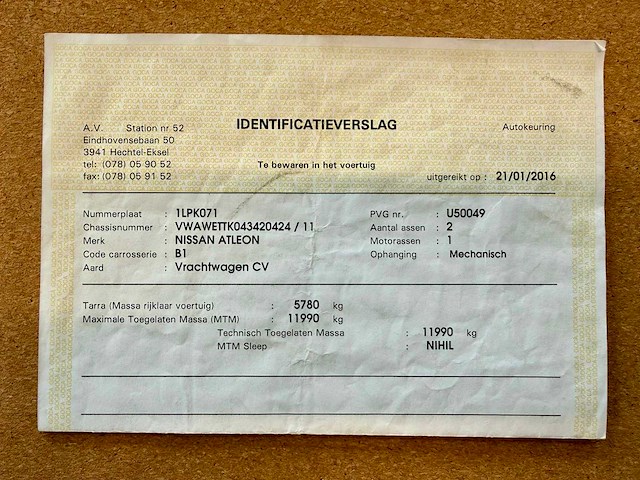 IDENTIFICATIEVERSLAG
A.V. Station nr 52
Autokeuring
Eindhovensebaan 50
3941 Hechtel-Eksel
tel: (078) 05 90 52
Te bewaren in het voertuig
fax: (078) 05 91 52
uitgereikt op : 21/01/2016
Nummerplaat : 1LPK071
PVG nr. : U50049
Chassisnummer : VWAWETTK043420424 / 11
Aantal assen : 2
Merk : NISSAN ATLEON
Motorassen : 1
Code carrosserie : B1
Ophanging : Mechanisch
Aard : Vrachtwagen CV
Tarra (Massa rijklaar voertuig) : 5780 kg
Maximale Toegelaten Massa (MTM) : 11990 kg
Technisch Toegelaten Massa : 11990 kg
MTM Sleep : NIHIL